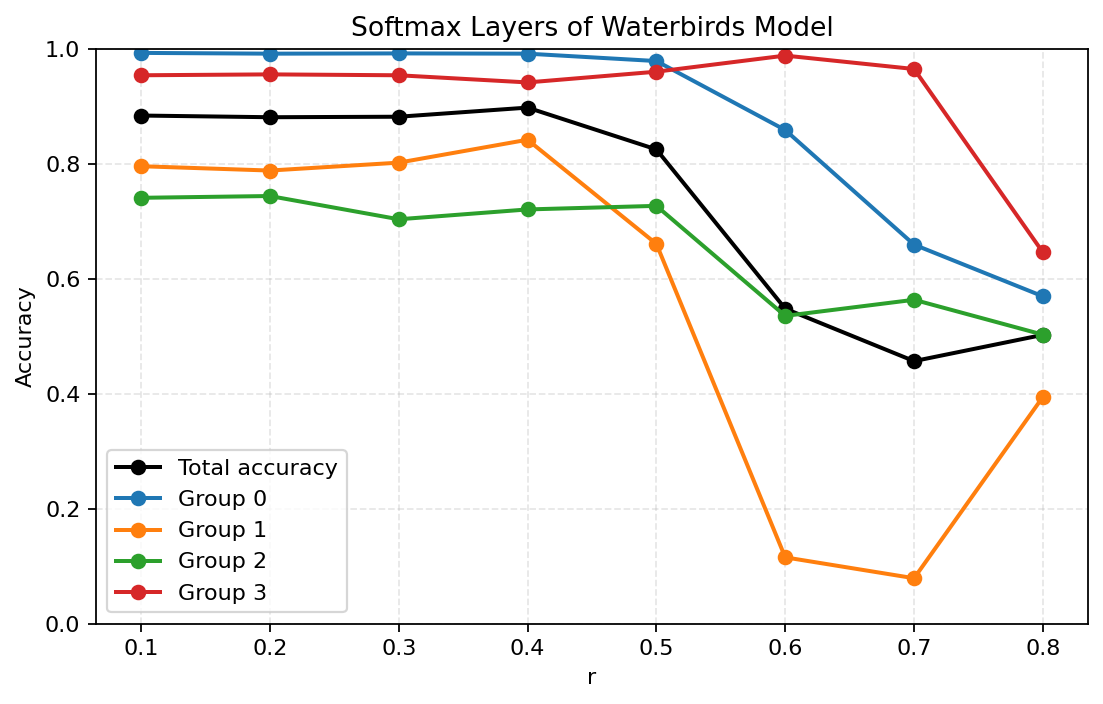 Softmax Layers of Waterbirds Model
1.0
0.8
0.6
0.4
0.2
0.0
Accuracy
Total accuracy
Group 0
Group 1
Group 2
Group 3
0.1 0.2 0.3 0.4 0.5 0.6 0.7 0.8
r